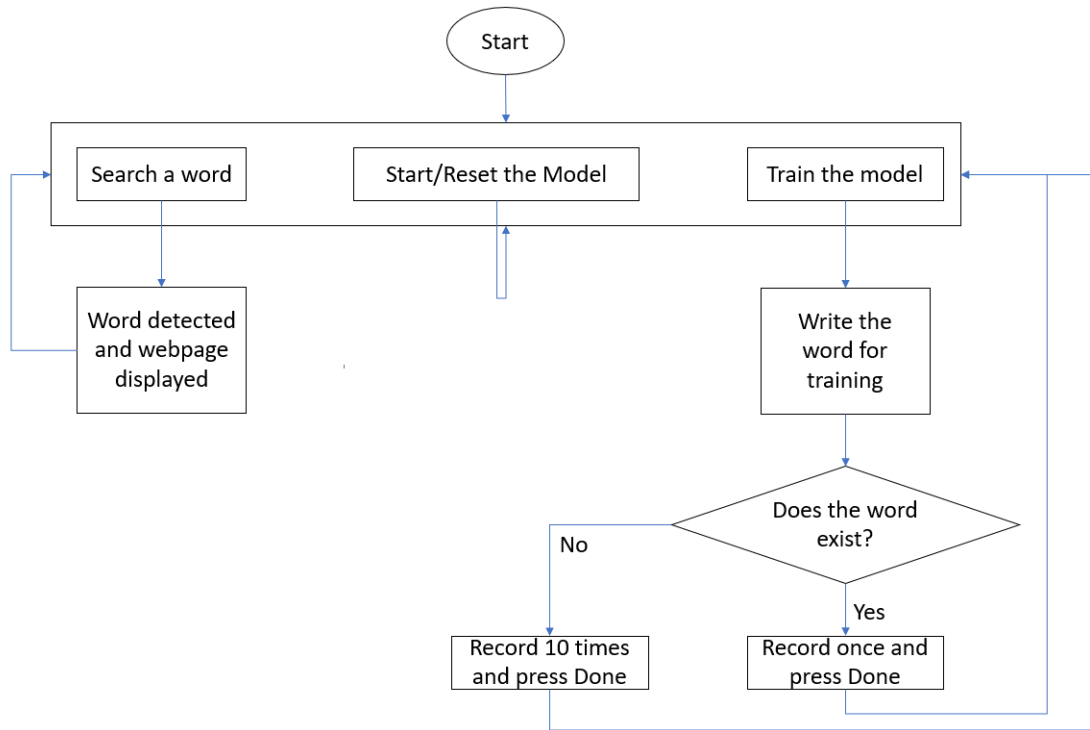 Start
Search a word
Start/Reset the Model
Train the model
Word detected
and webpage
displayed
Write the
word for
training
Does the word
exist?
No
Yes
Record 10 times
and press Done
Record once and
press Done